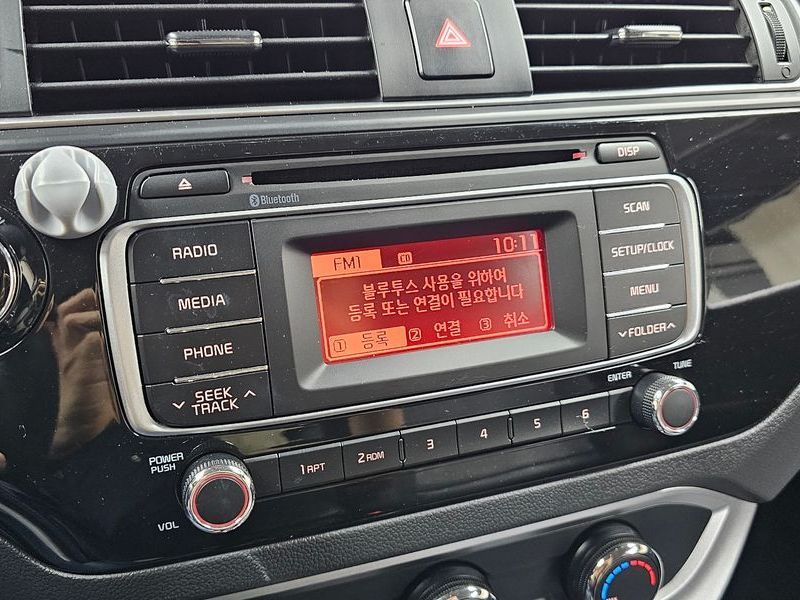 DISP
Bluetooth
SCAN
RADIO
FM1 CD 10:11
SETUP/CLOCK
블루투스 사용을 위하여
등록 또는 연결이 필요합니다
MEDIA
MENU
① 등록 ② 연결 ③ 취소
PHONE
FOLDER
SEEK
TRACK
ENTER
TUNE
POWER
PUSH
1 RPT
2 RDM
3
4
5
6
VOL